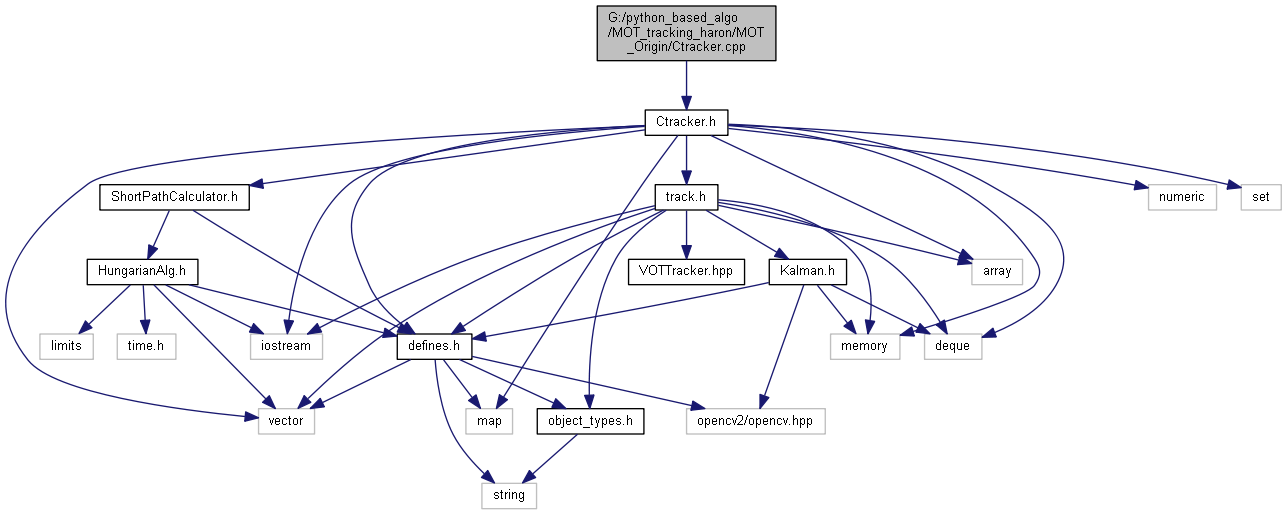 G:/python_based_algo
/MOT_tracking_haron/MOT
_Origin/Ctracker.cpp
Ctracker.h
ShortPathCalculator.h
track.h
numeric
set
HungarianAlg.h
VOTTracker.hpp
Kalman.h
array
limits
time.h
iostream
defines.h
memory
deque
vector
map
object_types.h
opencv2/opencv.hpp
string